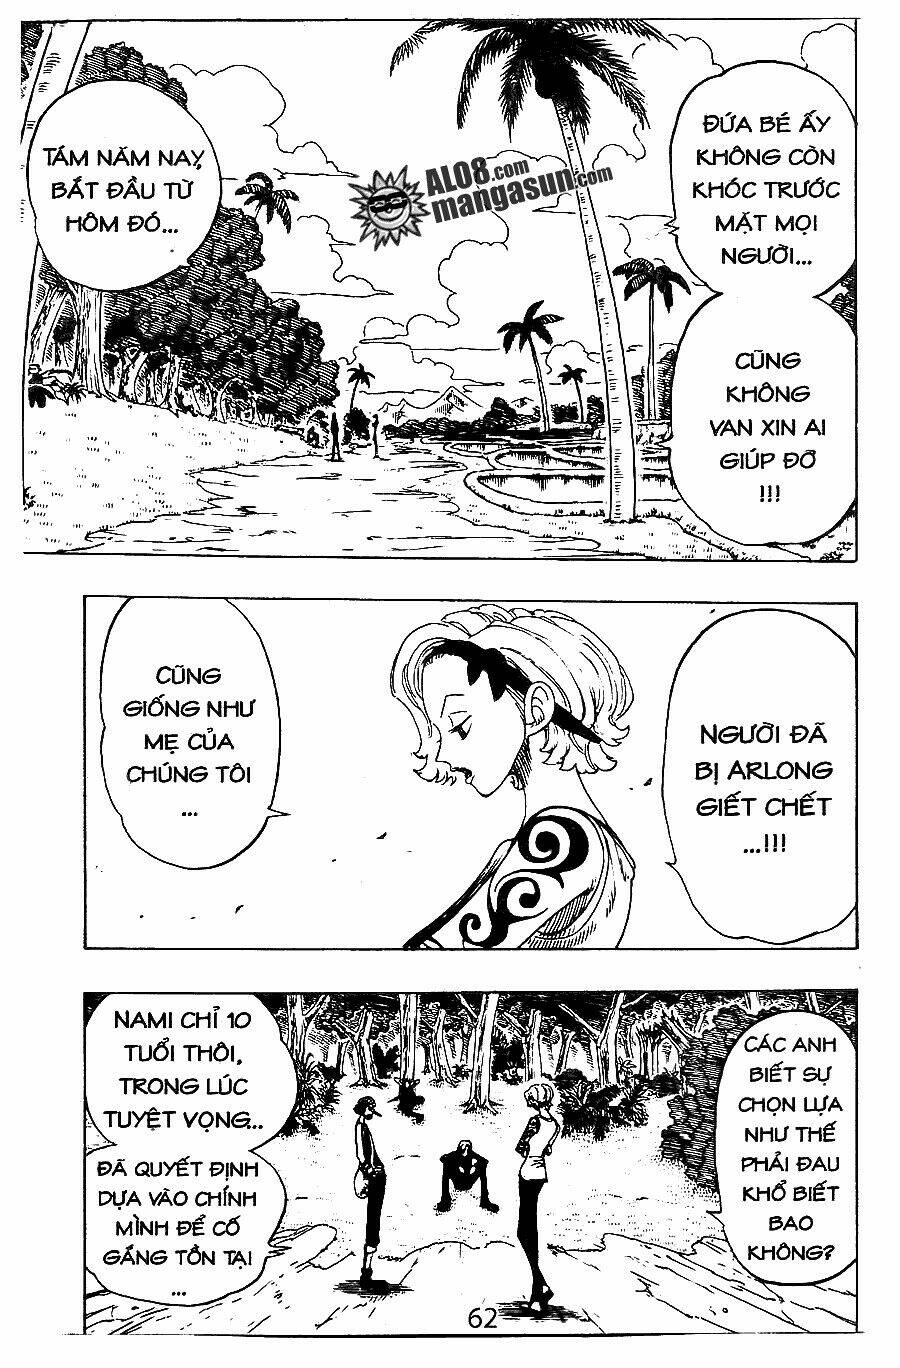 TÁM NĂM NAY,
BẮT ĐẦU TỪ
HÔM ĐÓ...
AL08.com
mangasun.com
ĐỨA BÉ ẤY
KHÔNG CÒN
KHÓC TRƯỚC
MẶT MỌI
NGƯỜI...
CŨNG
KHÔNG
VAN XIN AI
GIÚP ĐỠ
!!!
CŨNG
GIỐNG NHƯ
MẸ CỦA
CHÚNG TÔI
...
NGƯỜI ĐÃ
BỊ ARLONG
GIẾT CHẾT
...!!!
NAMI CHỈ 10
TUỔI THÔI,
TRONG LÚC
TUYỆT VỌNG...
ĐÃ QUYẾT ĐỊNH
DỰA VÀO CHÍNH
MÌNH ĐỂ CỐ
GẮNG TỒN TẠI
...
CÁC ANH
BIẾT SỰ
CHỌN LỰA
NHƯ THẾ
PHẢI ĐAU
KHỔ BIẾT
BAO
KHÔNG?
62